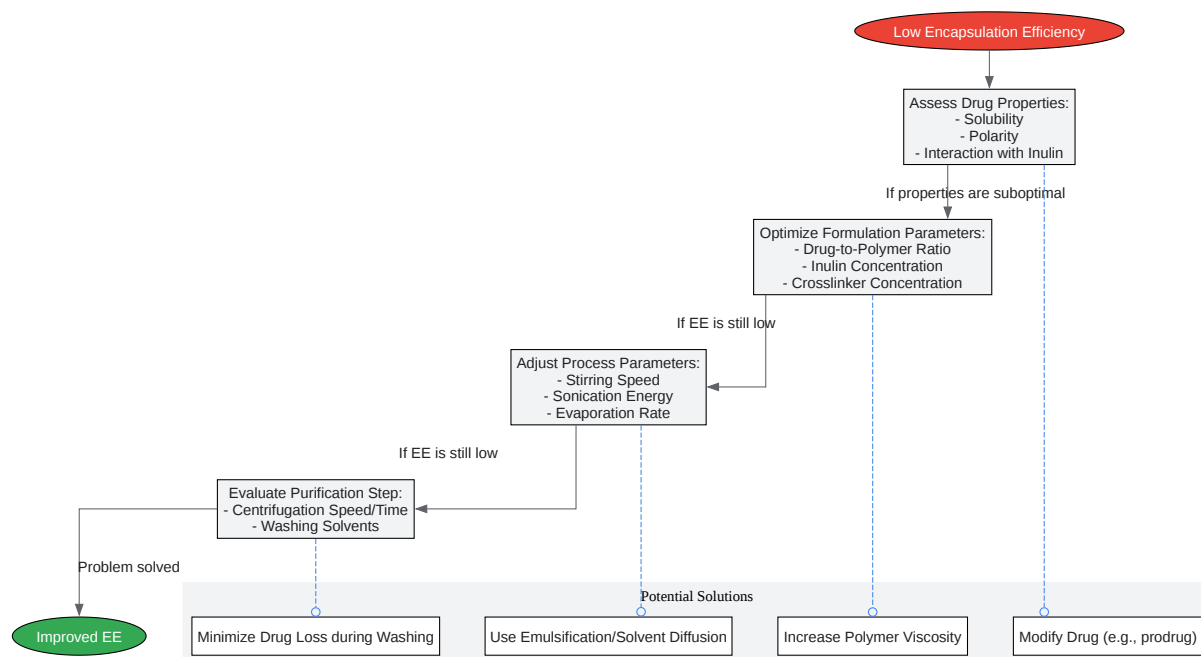 Low Encapsulation Efficiency
Assess Drug Properties:
- Solubility
- Polarity
- Interaction with Inulin
If properties are suboptimal
Optimize Formulation Parameters:
- Drug-to-Polymer Ratio
- Inulin Concentration
- Crosslinker Concentration
If EE is still low
Adjust Process Parameters:
- Stirring Speed
- Sonication Energy
- Evaporation Rate
If EE is still low
Evaluate Purification Step:
- Centrifugation Speed/Time
- Washing Solvents
Problem solved
Improved EE
Potential Solutions
Minimize Drug Loss during Washing
Use Emulsification/Solvent Diffusion
Increase Polymer Viscosity
Modify Drug (e.g., prodrug)